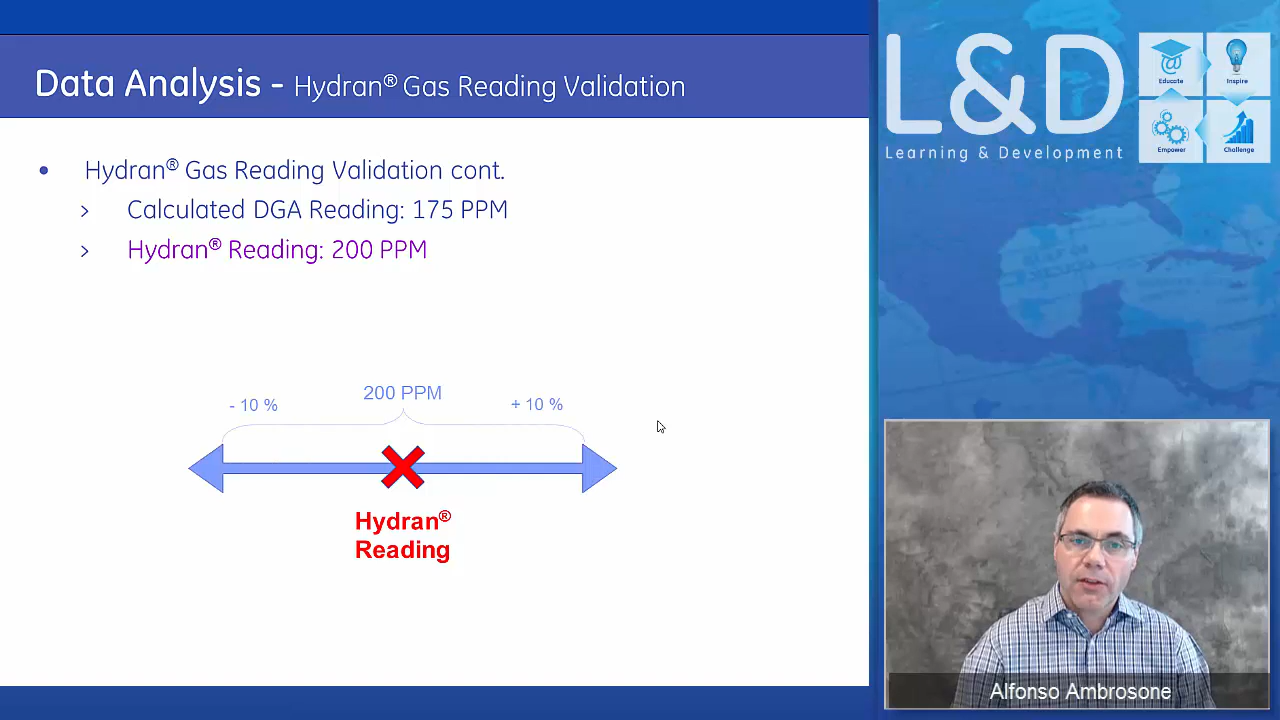 Data Analysis - Hydran® Gas Reading Validation
• Hydran® Gas Reading Validation cont.
› Calculated DGA Reading: 175 PPM
› Hydran® Reading: 200 PPM
- 10 %
200 PPM
+ 10 %
Hydran®
Reading
L&D
Learning & Development
Educate
Inspire
Empower
Challenge
Alfonso Ambrosone